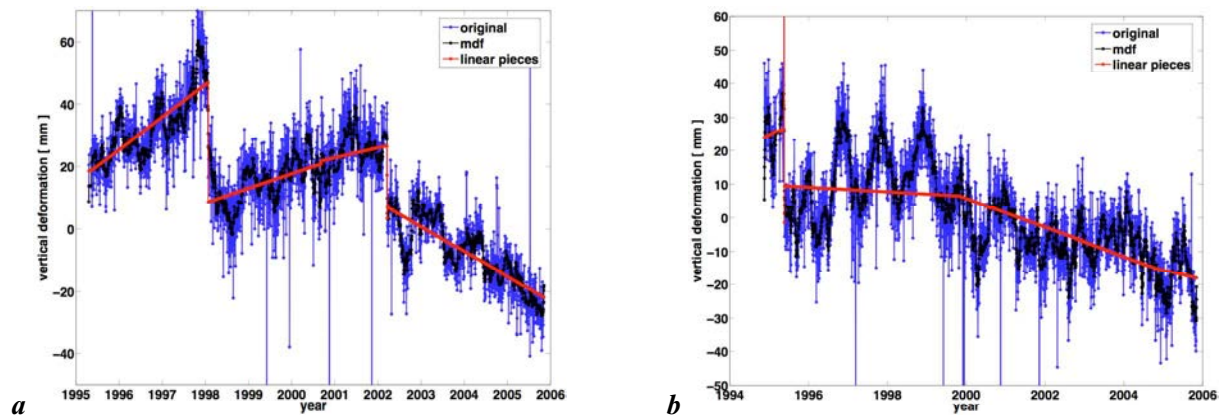 60
40
20
0
−20
−40
vertical deformation [ mm ]
original
mdf
linear pieces
1995 1996 1997 1998 1999 2000 2001 2002 2003 2004 2005 2006
year
a
60
50
40
30
20
10
0
−10
−20
−30
−40
−50
vertical deformation [ mm ]
original
mdf
linear pieces
1994 1996 1998 2000 2002 2004 2006
year
b